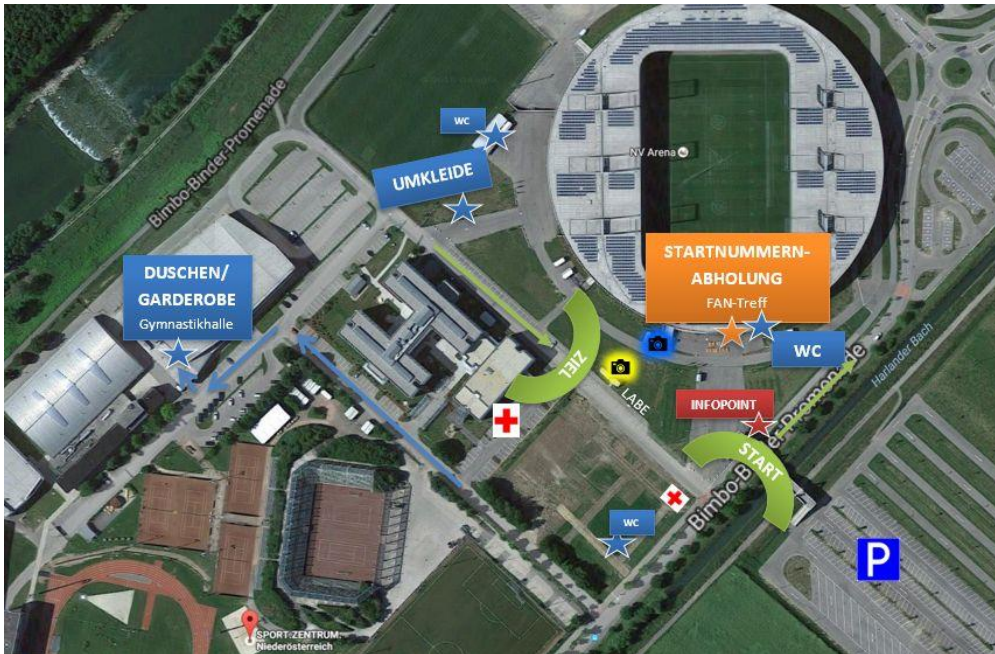 Bimbo-Binder-Promenade
WC
UMKLEIDE
NV Arena
DUSCHEN/
GARDEROBE
Gymnastikhalle
STARTNUMMERN-
ABHOLUNG
FAN-Treff
WC
ZIEL
LABE
INFOPOINT
START
Harlander Bach
Bimbo-Binder-Promenade
WC
P
SPORT.ZENTRUM.
Niederösterreich